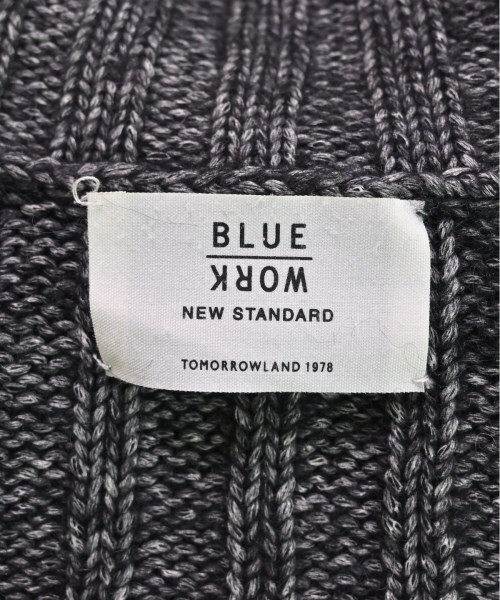 BLUE
WORK
NEW STANDARD
TOMORROWLAND 1978